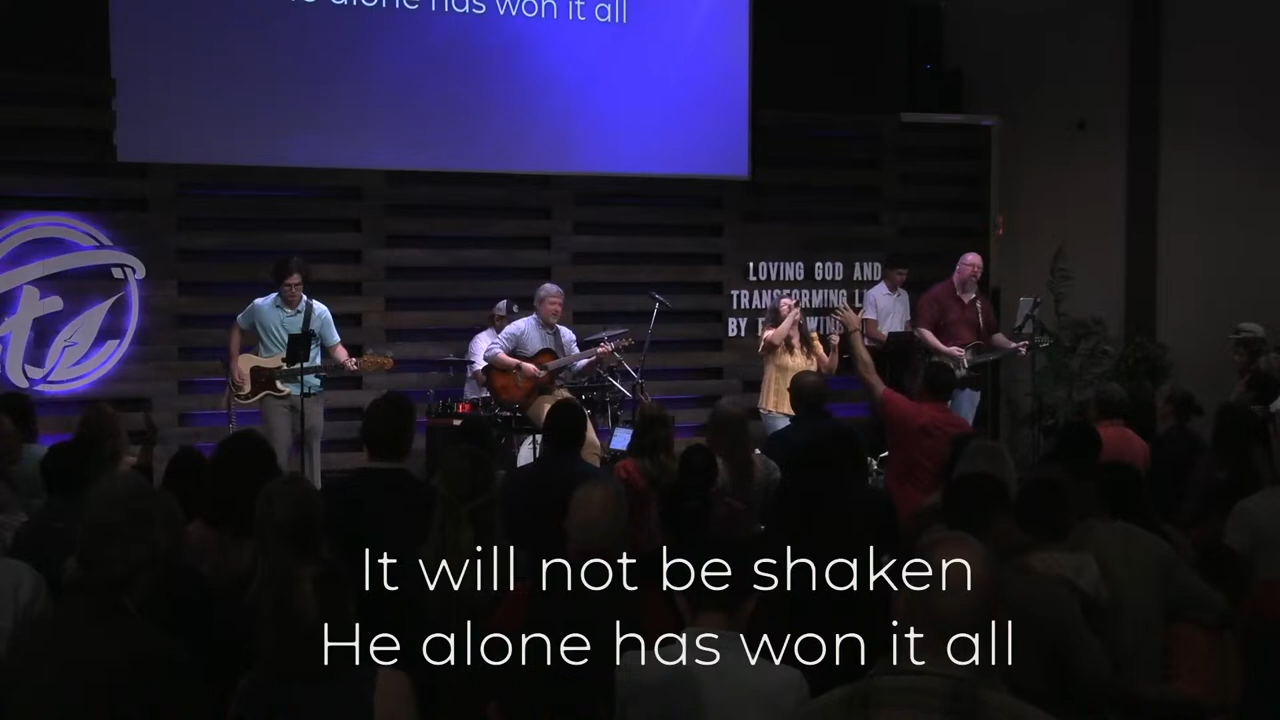 alone has won it all
LOVING GOD AND
TRANSFORMING
BY
It will not be shaken
He alone has won it all